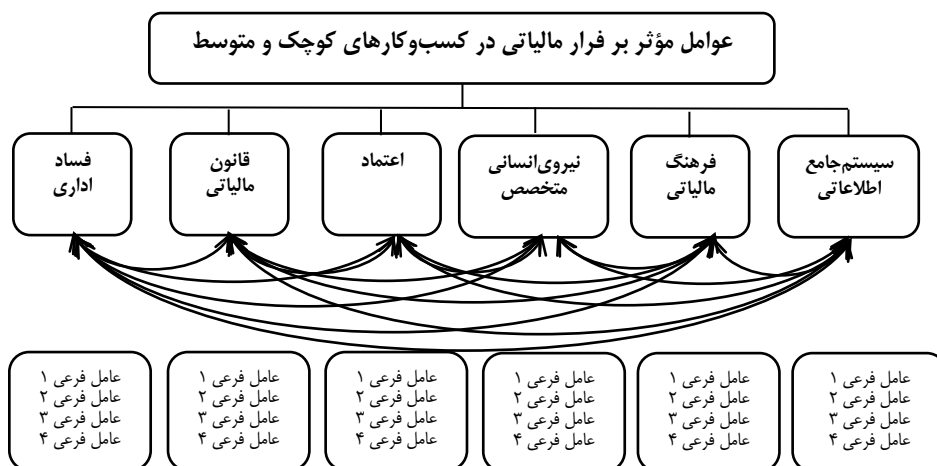 عوامل مؤثر بر فرار مالیاتی در کسب‌وکارهای کوچک و متوسط
سیستم‌جامع
اطلاعاتی
فرهنگ
مالیاتی
نیروی‌انسانی
متخصص
اعتماد
قانون
مالیاتی
فساد
اداری
عامل فرعی ۱
عامل فرعی ۲
عامل فرعی ۳
عامل فرعی ۴
عامل فرعی ۱
عامل فرعی ۲
عامل فرعی ۳
عامل فرعی ۴
عامل فرعی ۱
عامل فرعی ۲
عامل فرعی ۳
عامل فرعی ۴
عامل فرعی ۱
عامل فرعی ۲
عامل فرعی ۳
عامل فرعی ۴
عامل فرعی ۱
عامل فرعی ۲
عامل فرعی ۳
عامل فرعی ۴
عامل فرعی ۱
عامل فرعی ۲
عامل فرعی ۳
عامل فرعی ۴